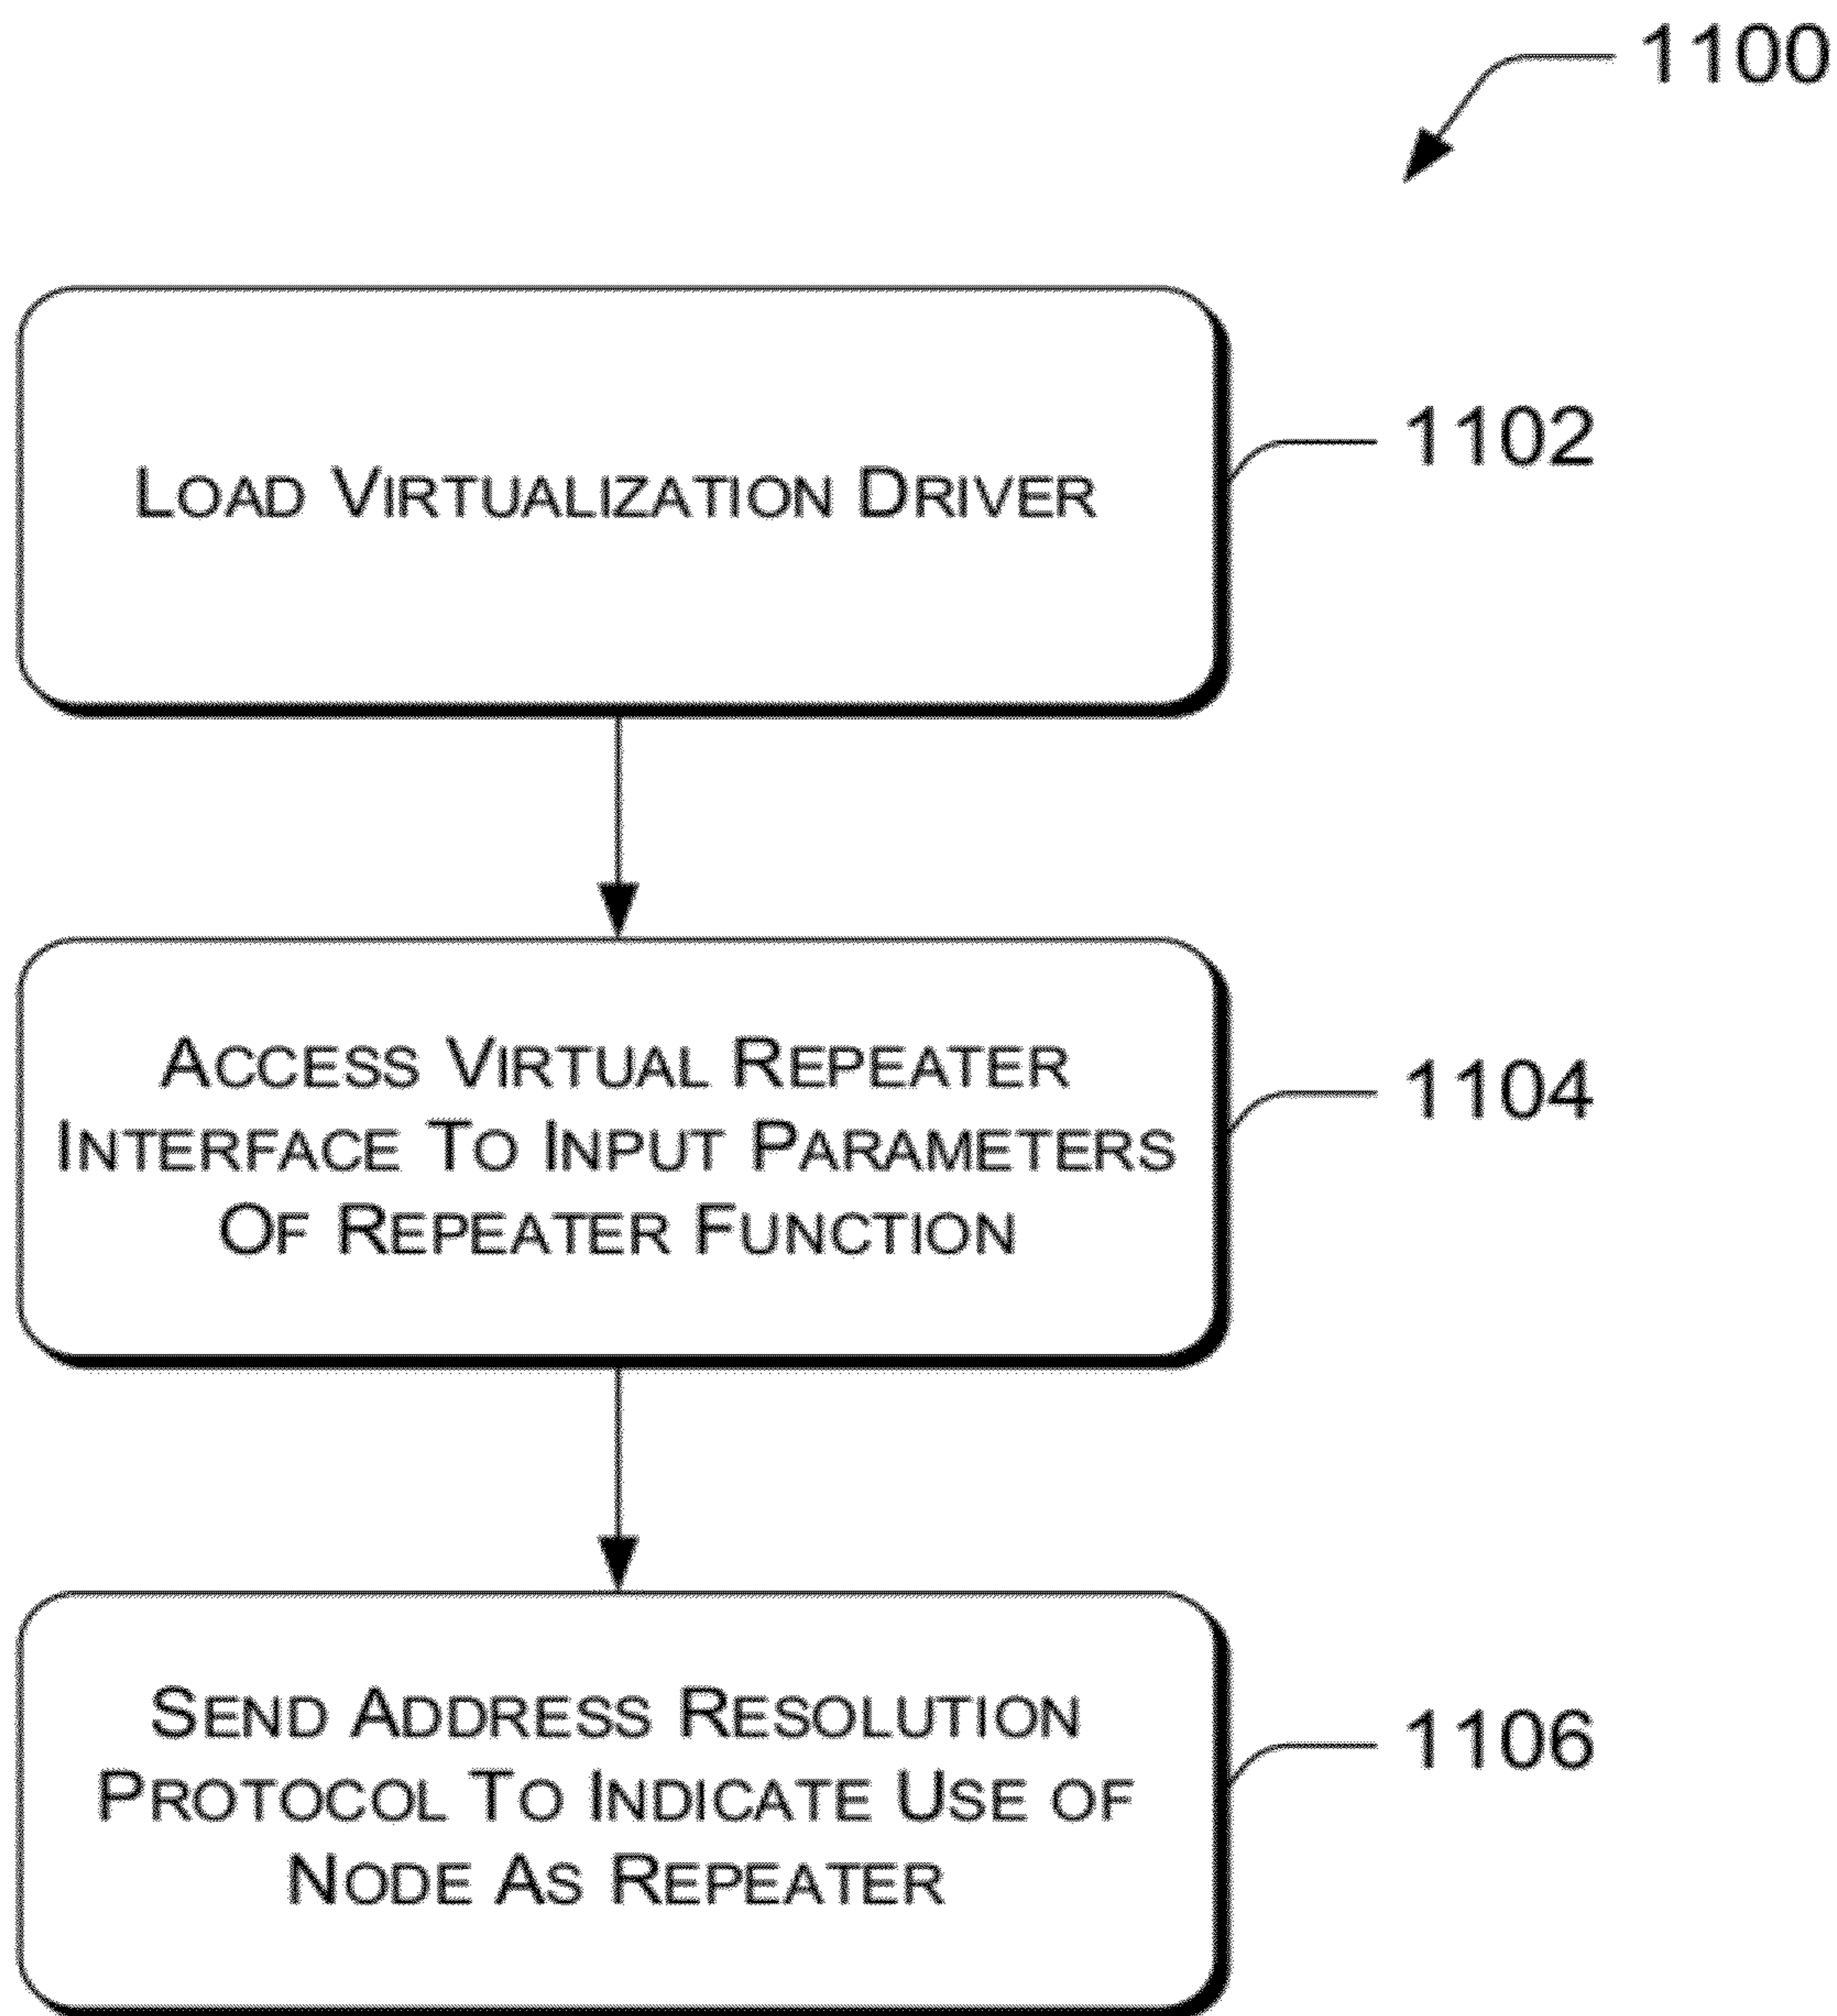 1100
LOAD VIRTUALIZATION DRIVER
1102
ACCESS VIRTUAL REPEATER
INTERFACE TO INPUT PARAMETERS
OF REPEATER FUNCTION
1104
SEND ADDRESS RESOLUTION
PROTOCOL TO INDICATE USE OF
NODE AS REPEATER
1106